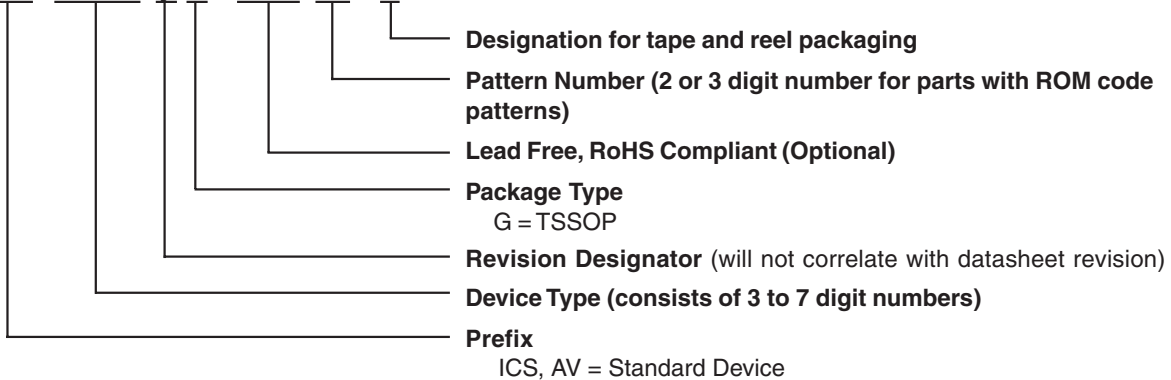 Designation for tape and reel packaging
Pattern Number (2 or 3 digit number for parts with ROM code
patterns)
Lead Free, RoHS Compliant (Optional)
Package Type
G = TSSOP
Revision Designator (will not correlate with datasheet revision)
Device Type (consists of 3 to 7 digit numbers)
Prefix
ICS, AV = Standard Device